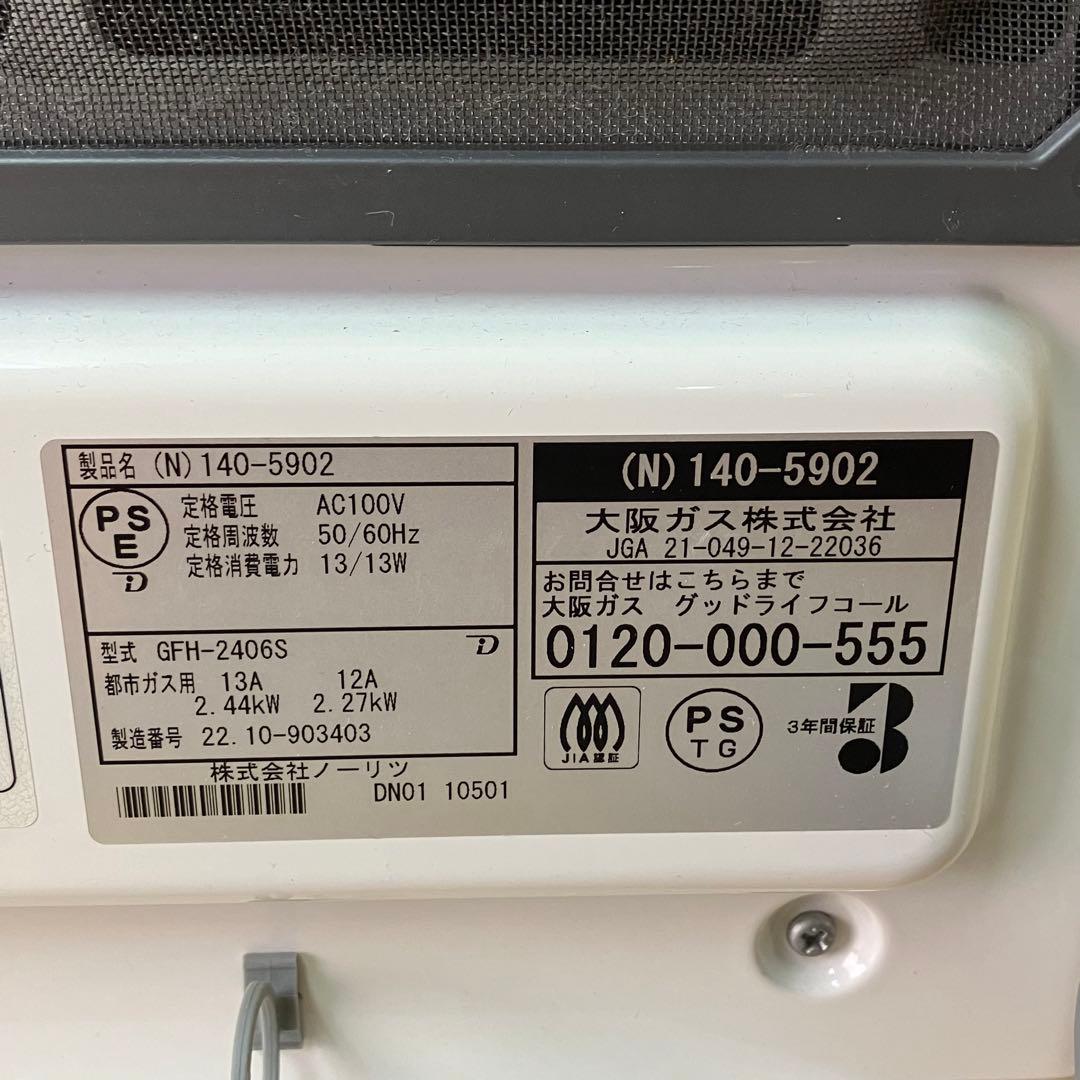 製品名 (N)140-5902
PS
E
定格電圧 AC100V
定格周波数 50/60Hz
定格消費電力 13/13W
型式 GFH-2406S
都市ガス用 13A 12A
2.44kW 2.27kW
製造番号 22.10-903403
株式会社ノーリツ
DN01 10501
(N)140-5902
大阪ガス株式会社
JGA 21-049-12-22036
お問合せはこちらまで
大阪ガス グッドライフコール
0120-000-555
JIA認証
PS
TG
3年間保証
3